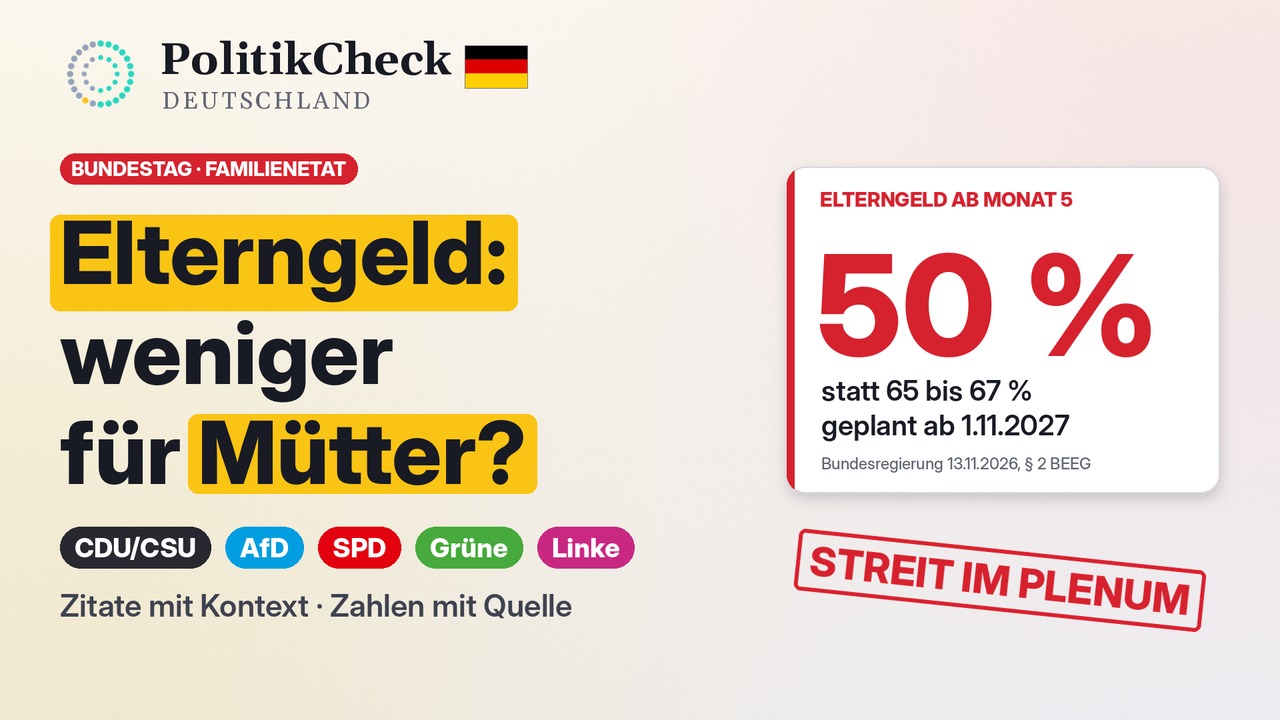 PolitikCheck
DEUTSCHLAND
BUNDESTAG · FAMILIENETAT
Elterngeld:
weniger
für Mütter?
CDU/CSU AfD SPD Grüne Linke
Zitate mit Kontext · Zahlen mit Quelle
ELTERNGELD AB MONAT 5
50 %
statt 65 bis 67 %
geplant ab 1.11.2027
Bundesregierung 13.11.2026, § 2 BEEG
STREIT IM PLENUM